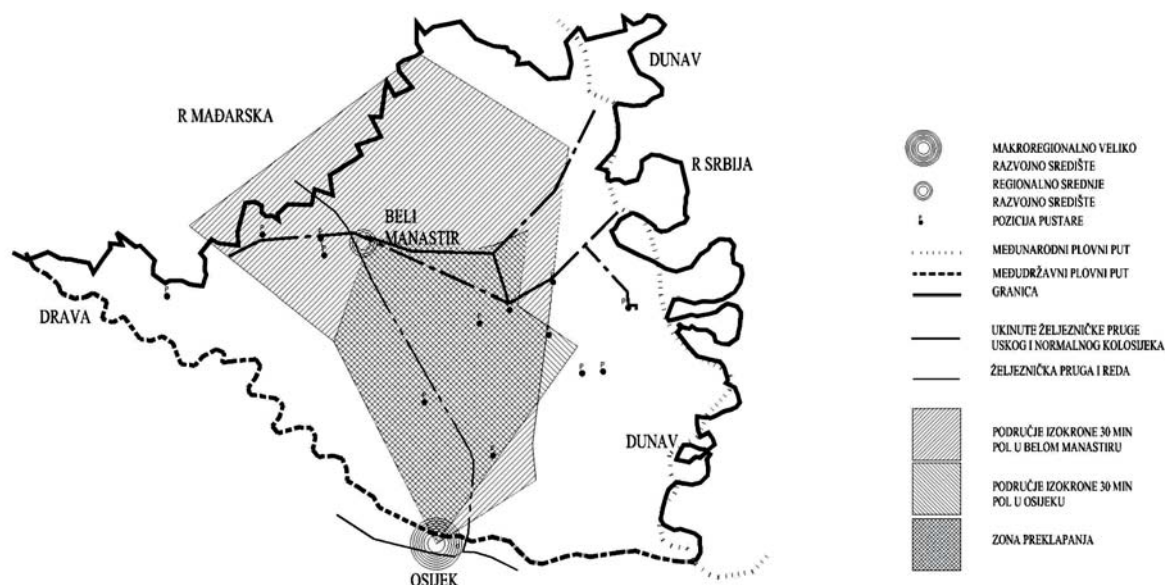 DUNAV
R MAĐARSKA
R SRBIJA
BELI
MANASTIR
DRAVA
DUNAV
OSIJEK
P
P
P
P
P
P
P
P
P
P
P
P
MAKROREGIONALNO VELIKO
RAZVOJNO SREDIŠTE
REGIONALNO SREDNJE
RAZVOJNO SREDIŠTE
POZICIJA PUSTARE
MEĐUNARODNI PLOVNI PUT
MEĐUDRŽAVNI PLOVNI PUT
GRANICA
UKINUTE ŽELJEZNIČKE PRUGE
USKOG I NORMALNOG KOLOSIJEKA
ŽELJEZNIČKA PRUGA I REDA
PODRUČJE IZOKRONE 30 MIN
POL U BELOM MANASTIRU
PODRUČJE IZOKRONE 30 MIN
POL U OSIJEKU
ZONA PREKLAPANJA